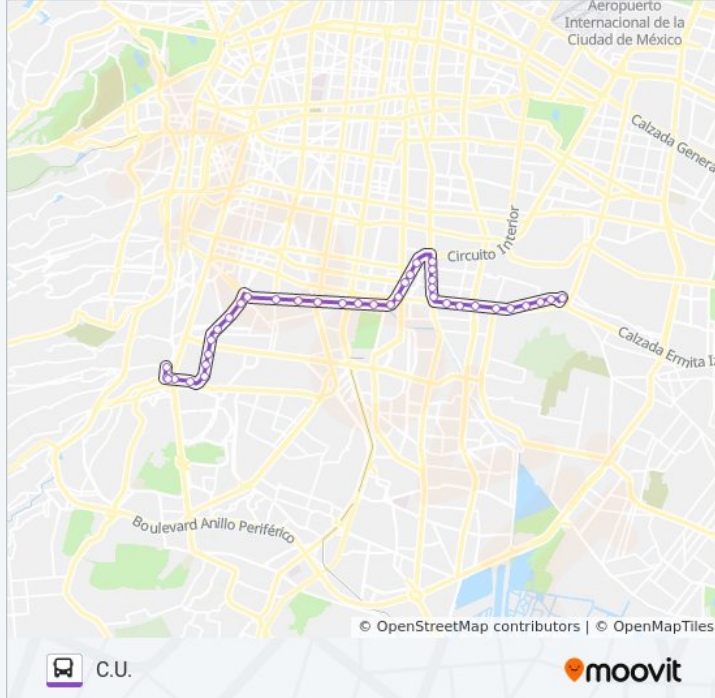 Aeropuerto
Internacional de la
Ciudad de México
Calzada Genera
Circuito Interior
Calzada Ermita Iz
Boulevard Anillo Periférico
© OpenStreetMap contributors | © OpenMapTiles
C.U.
moovit